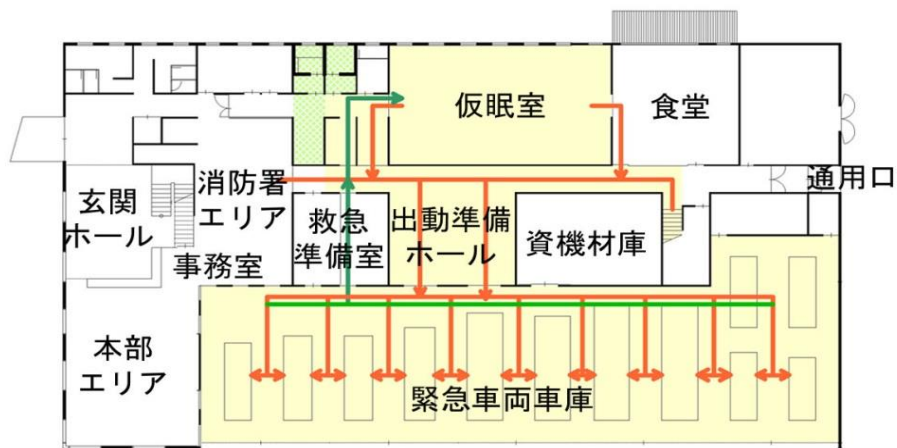 仮眠室
食堂
通用口
玄関
ホール
消防署
エリア
救急
準備室
出動準備
ホール
資機材庫
事務室
本部
エリア
緊急車両車庫